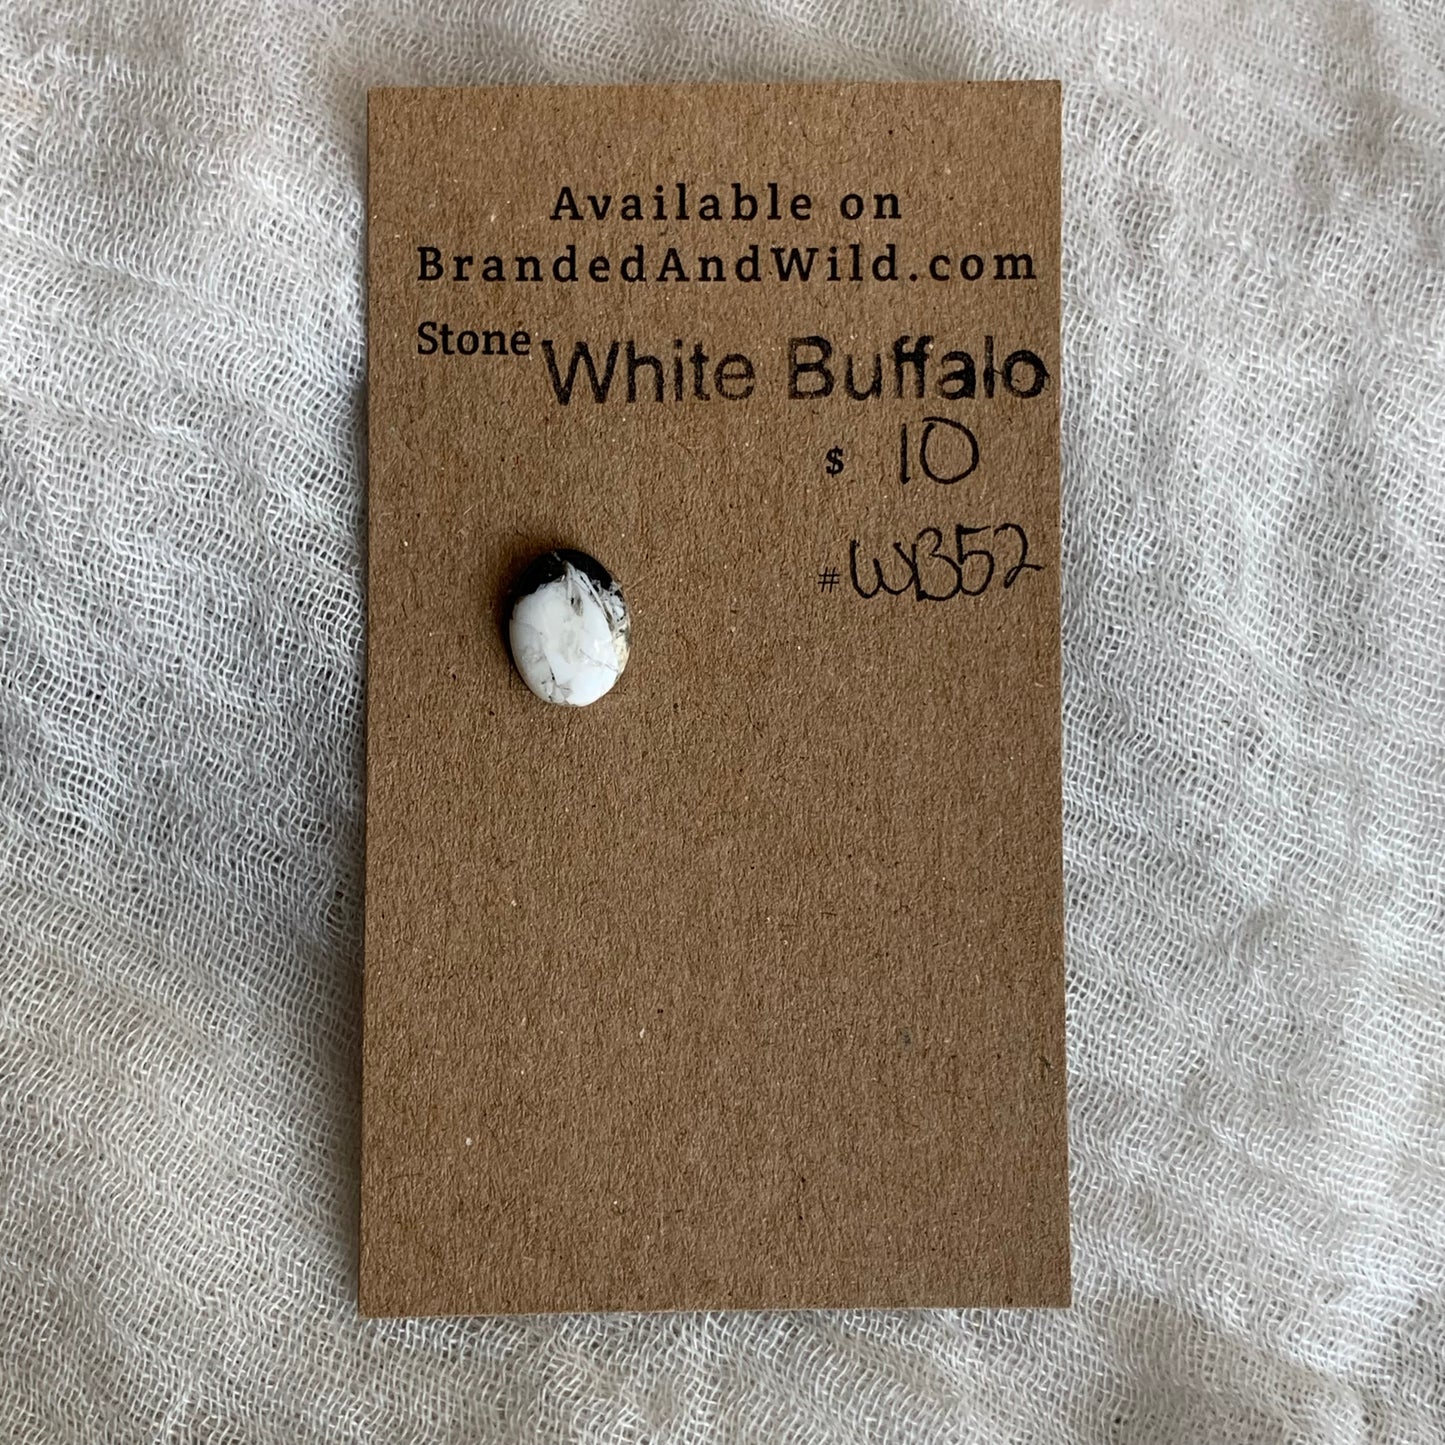 Available on
BrandedAndWild.com
Stone White Buffalo
$ 10
# WB52